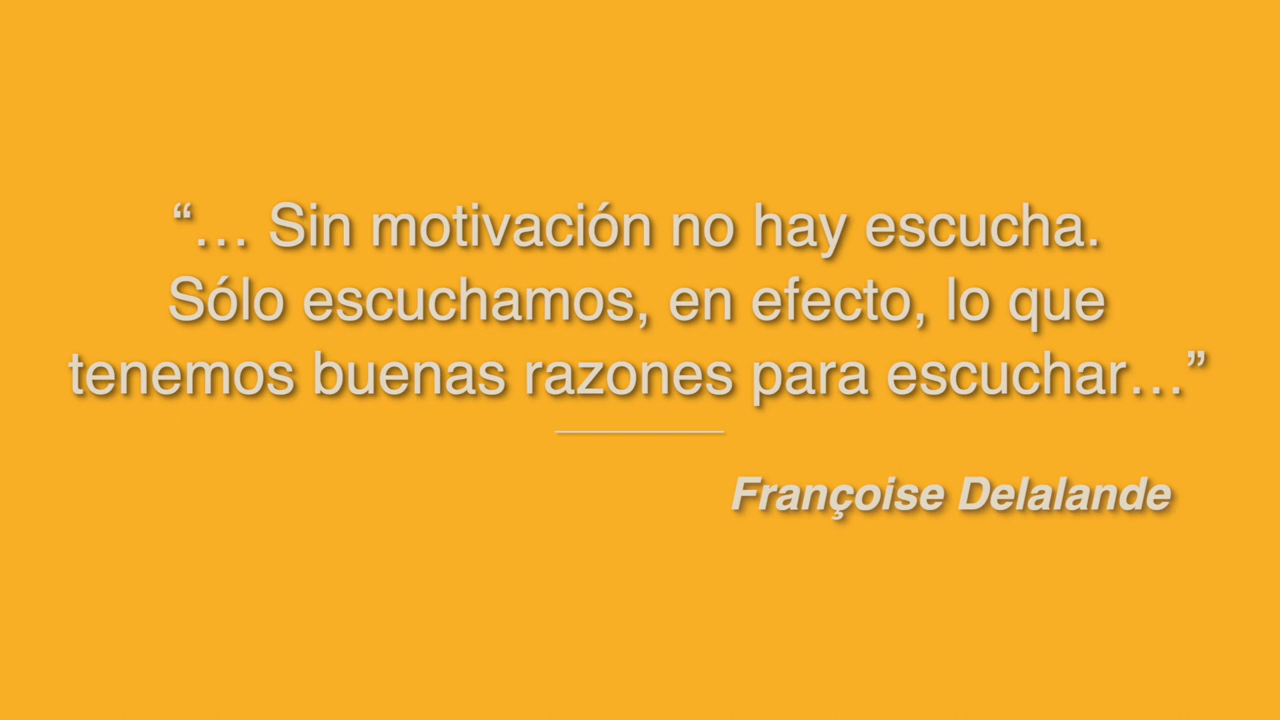 “… Sin motivación no hay escucha.
Sólo escuchamos, en efecto, lo que
tenemos buenas razones para escuchar…”
Françoise Delalande